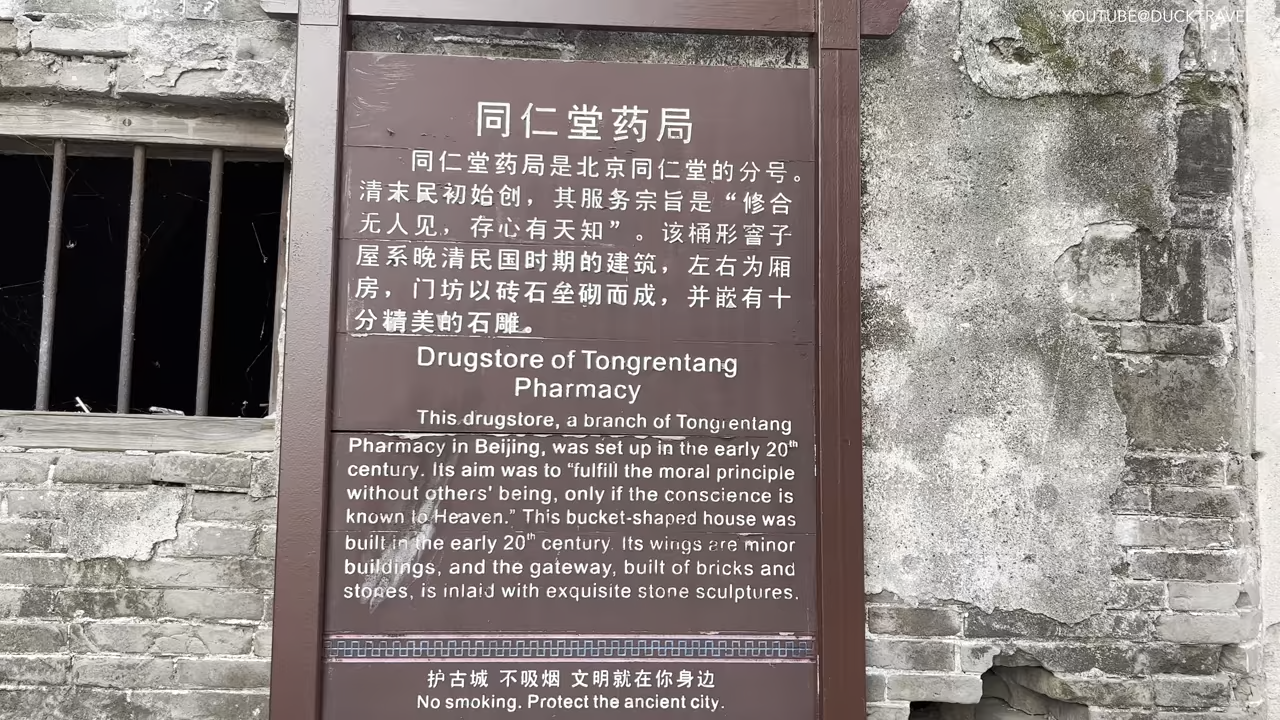 YOUTUBE@DUCKTRAVEL
同仁堂药局
同仁堂药局是北京同仁堂的分号。
清末民初始创，其服务宗旨是“修合
无人见，存心有天知”。该桶形窨子
屋系晚清民国时期的建筑，左右为厢
房，门坊以砖石垒砌而成，并嵌有十
分精美的石雕。
Drugstore of Tongrentang
Pharmacy
This drugstore, a branch of Tongrentang
Pharmacy in Beijing, was set up in the early 20th
century. Its aim was to “fulfill the moral principle
without others' being, only if the conscience is
known to Heaven.” This bucket-shaped house was
built in the early 20th century. Its wings are minor
buildings, and the gateway, built of bricks and
stones, is inlaid with exquisite stone sculptures.
护古城 不吸烟 文明就在你身边
No smoking. Protect the ancient city.